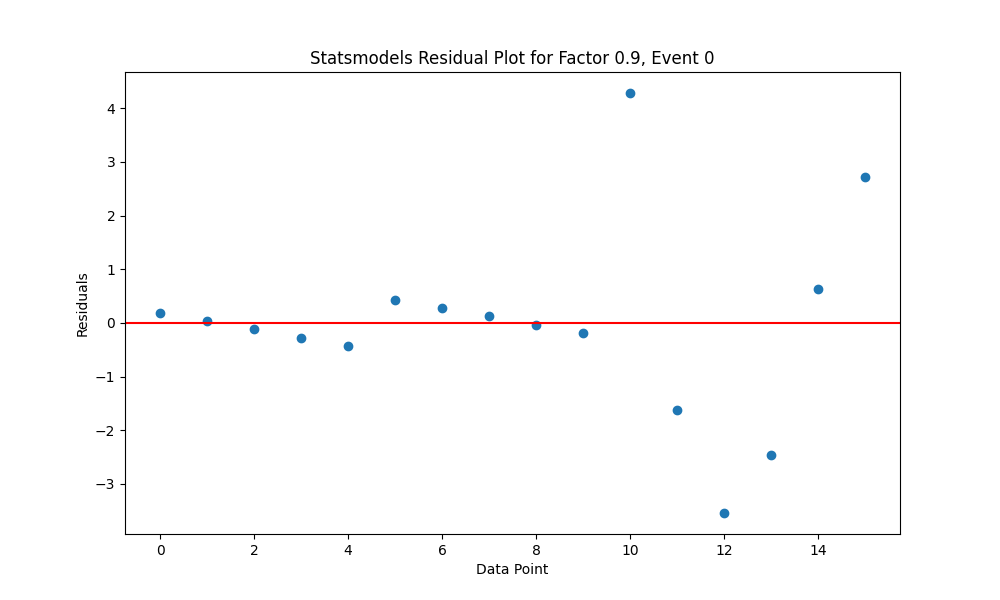 Statsmodels Residual Plot for Factor 0.9, Event 0
4
3
2
1
0
−1
−2
−3
Residuals
0 2 4 6 8 10 12 14
Data Point